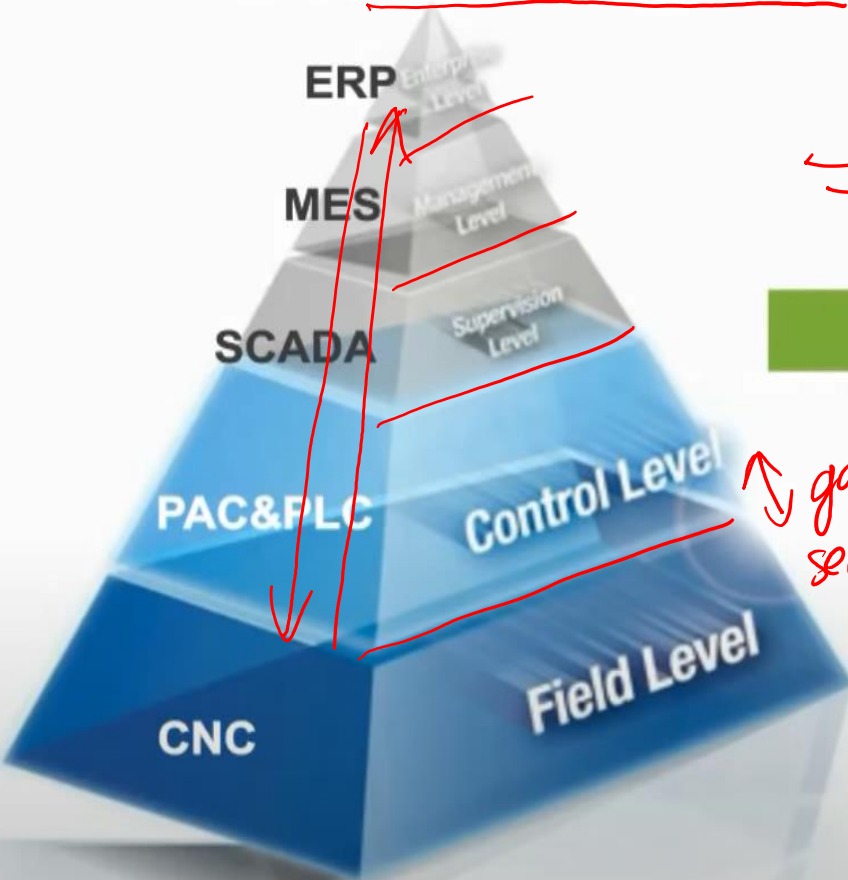 ERP
Enterprise
Level
MES
Management
Level
SCADA
Supervision
Level
PAC&PLC
Control Level
CNC
Field Level